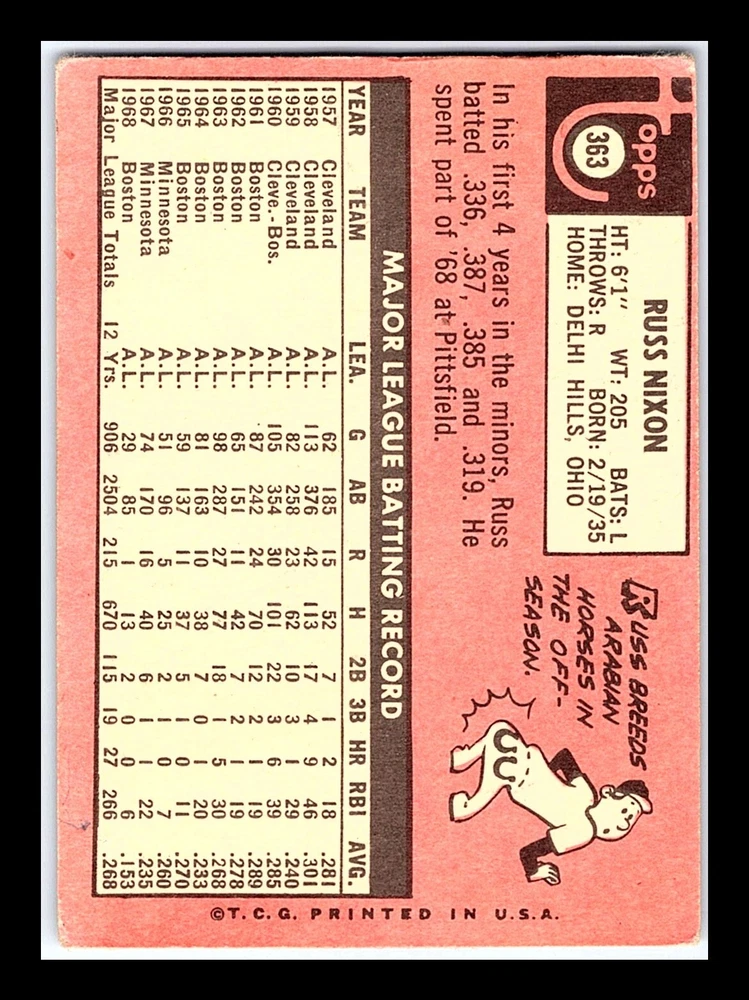 Topps
363
RUSS NIXON
HT: 6'1" WT: 205 BATS: L
THROWS: R BORN: 2/19/35
HOME: DELHI HILLS, OHIO
In his first 4 years in the minors, Russ
batted .336, .387, .385 and .319. He
spent part of '68 at Pittsfield.
RUSS BREEDS
ARABIAN
HORSES IN
THE OFF-
SEASON.
MAJOR LEAGUE BATTING RECORD
YEAR TEAM LEA. G AB R H 2B 3B HR RBI AVG.
1957 Cleveland A.L. 62 185 15 52 7 1 2 18 .281
1958 Cleveland A.L. 113 376 42 113 17 4 9 46 .301
1959 Cleveland A.L. 82 258 23 62 10 3 1 29 .240
1960 Cleve.-Bos. A.L. 105 354 30 101 22 3 6 39 .285
1961 Boston A.L. 87 242 24 70 12 2 1 19 .289
1962 Boston A.L. 65 151 11 42 7 2 1 19 .278
1963 Boston A.L. 98 287 27 77 18 1 5 30 .268
1964 Boston A.L. 81 163 10 38 7 0 1 20 .233
1965 Boston A.L. 59 137 11 37 5 1 0 11 .270
1966 Minnesota A.L. 51 96 5 25 2 1 0 7 .260
1967 Minnesota A.L. 74 170 16 40 6 1 1 22 .235
1968 Boston A.L. 29 85 1 13 2 0 0 6 .153
Major League Totals 12 Yrs. 906 2504 215 670 115 19 27 266 .268
©T.C.G. PRINTED IN U.S.A.